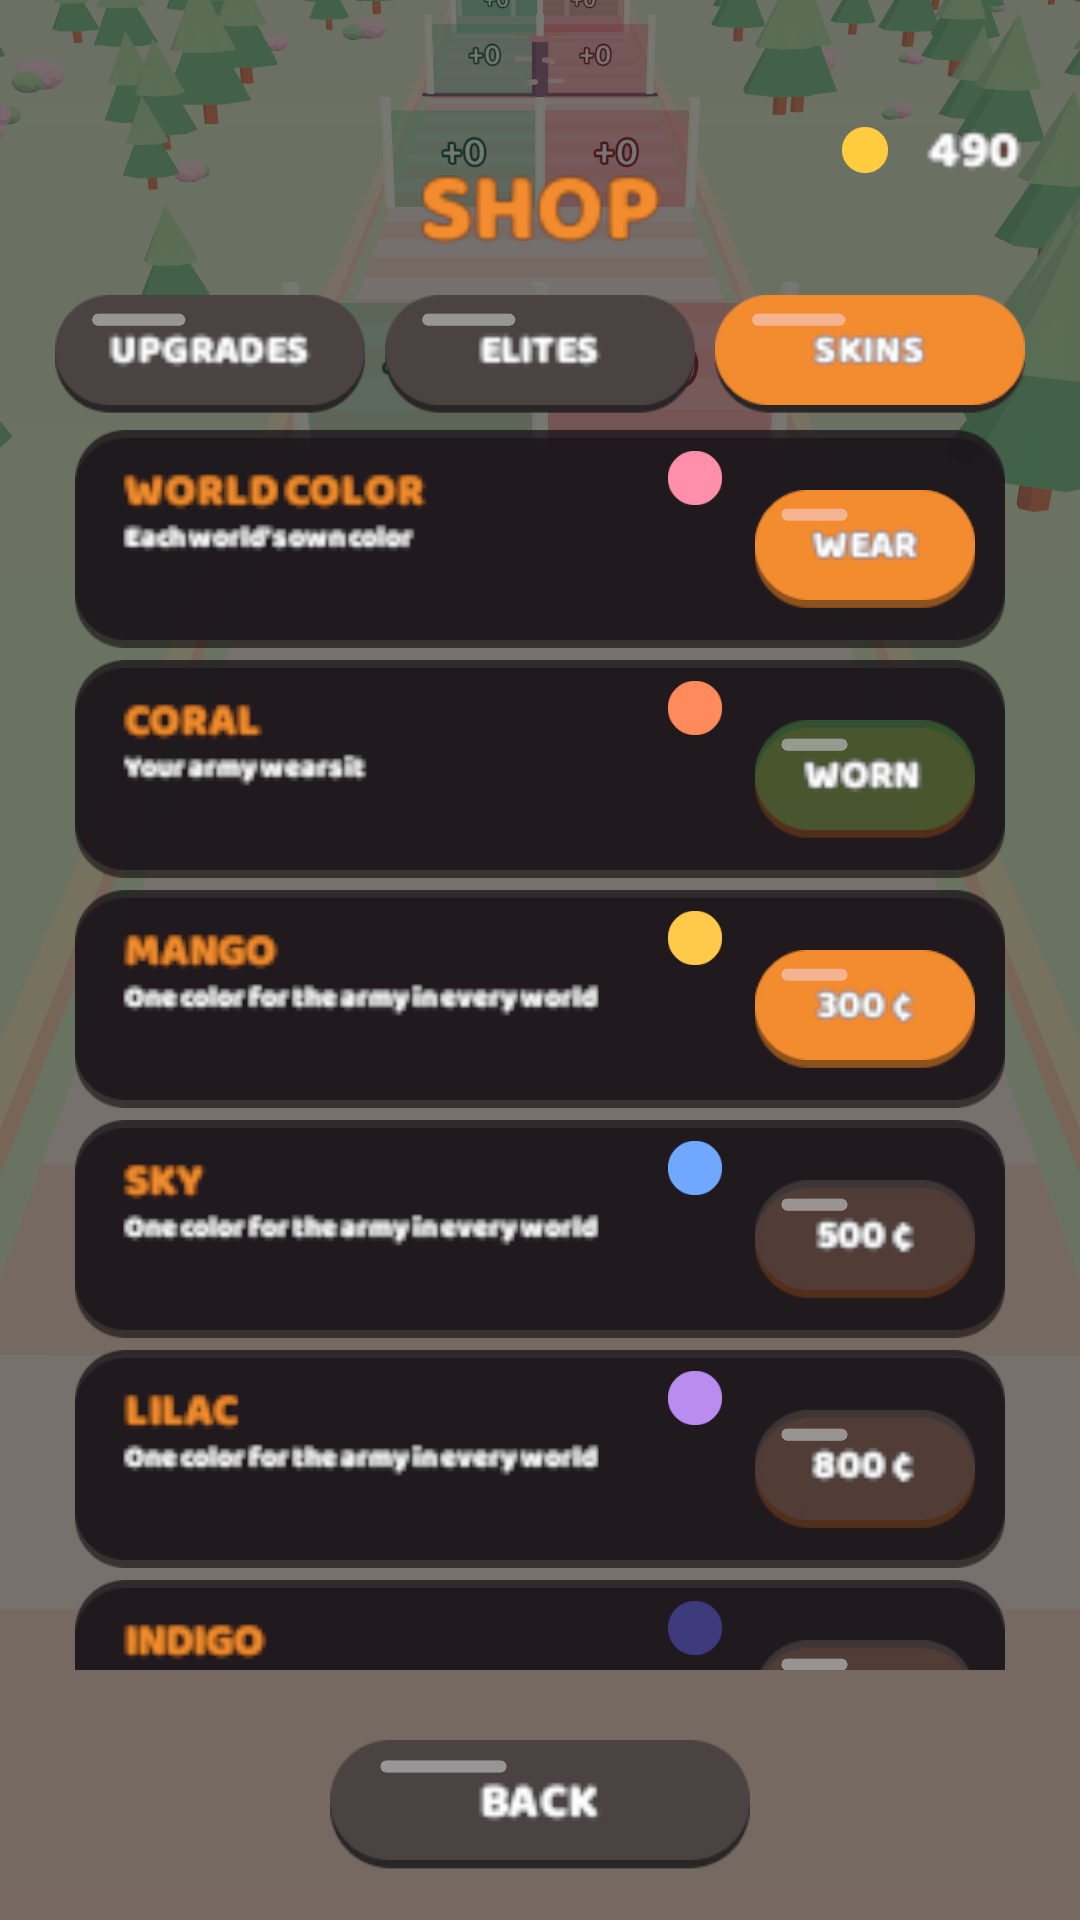 +0 +0
+0 +0
+0 +0
490
SHOP
UPGRADES ELITES SKINS
WORLD COLOR
Each world's own color
WEAR
CORAL
Your army wears it
WORN
MANGO
One color for the army in every world
300 ¢
SKY
One color for the army in every world
500 ¢
LILAC
One color for the army in every world
800 ¢
INDIGO
BACK